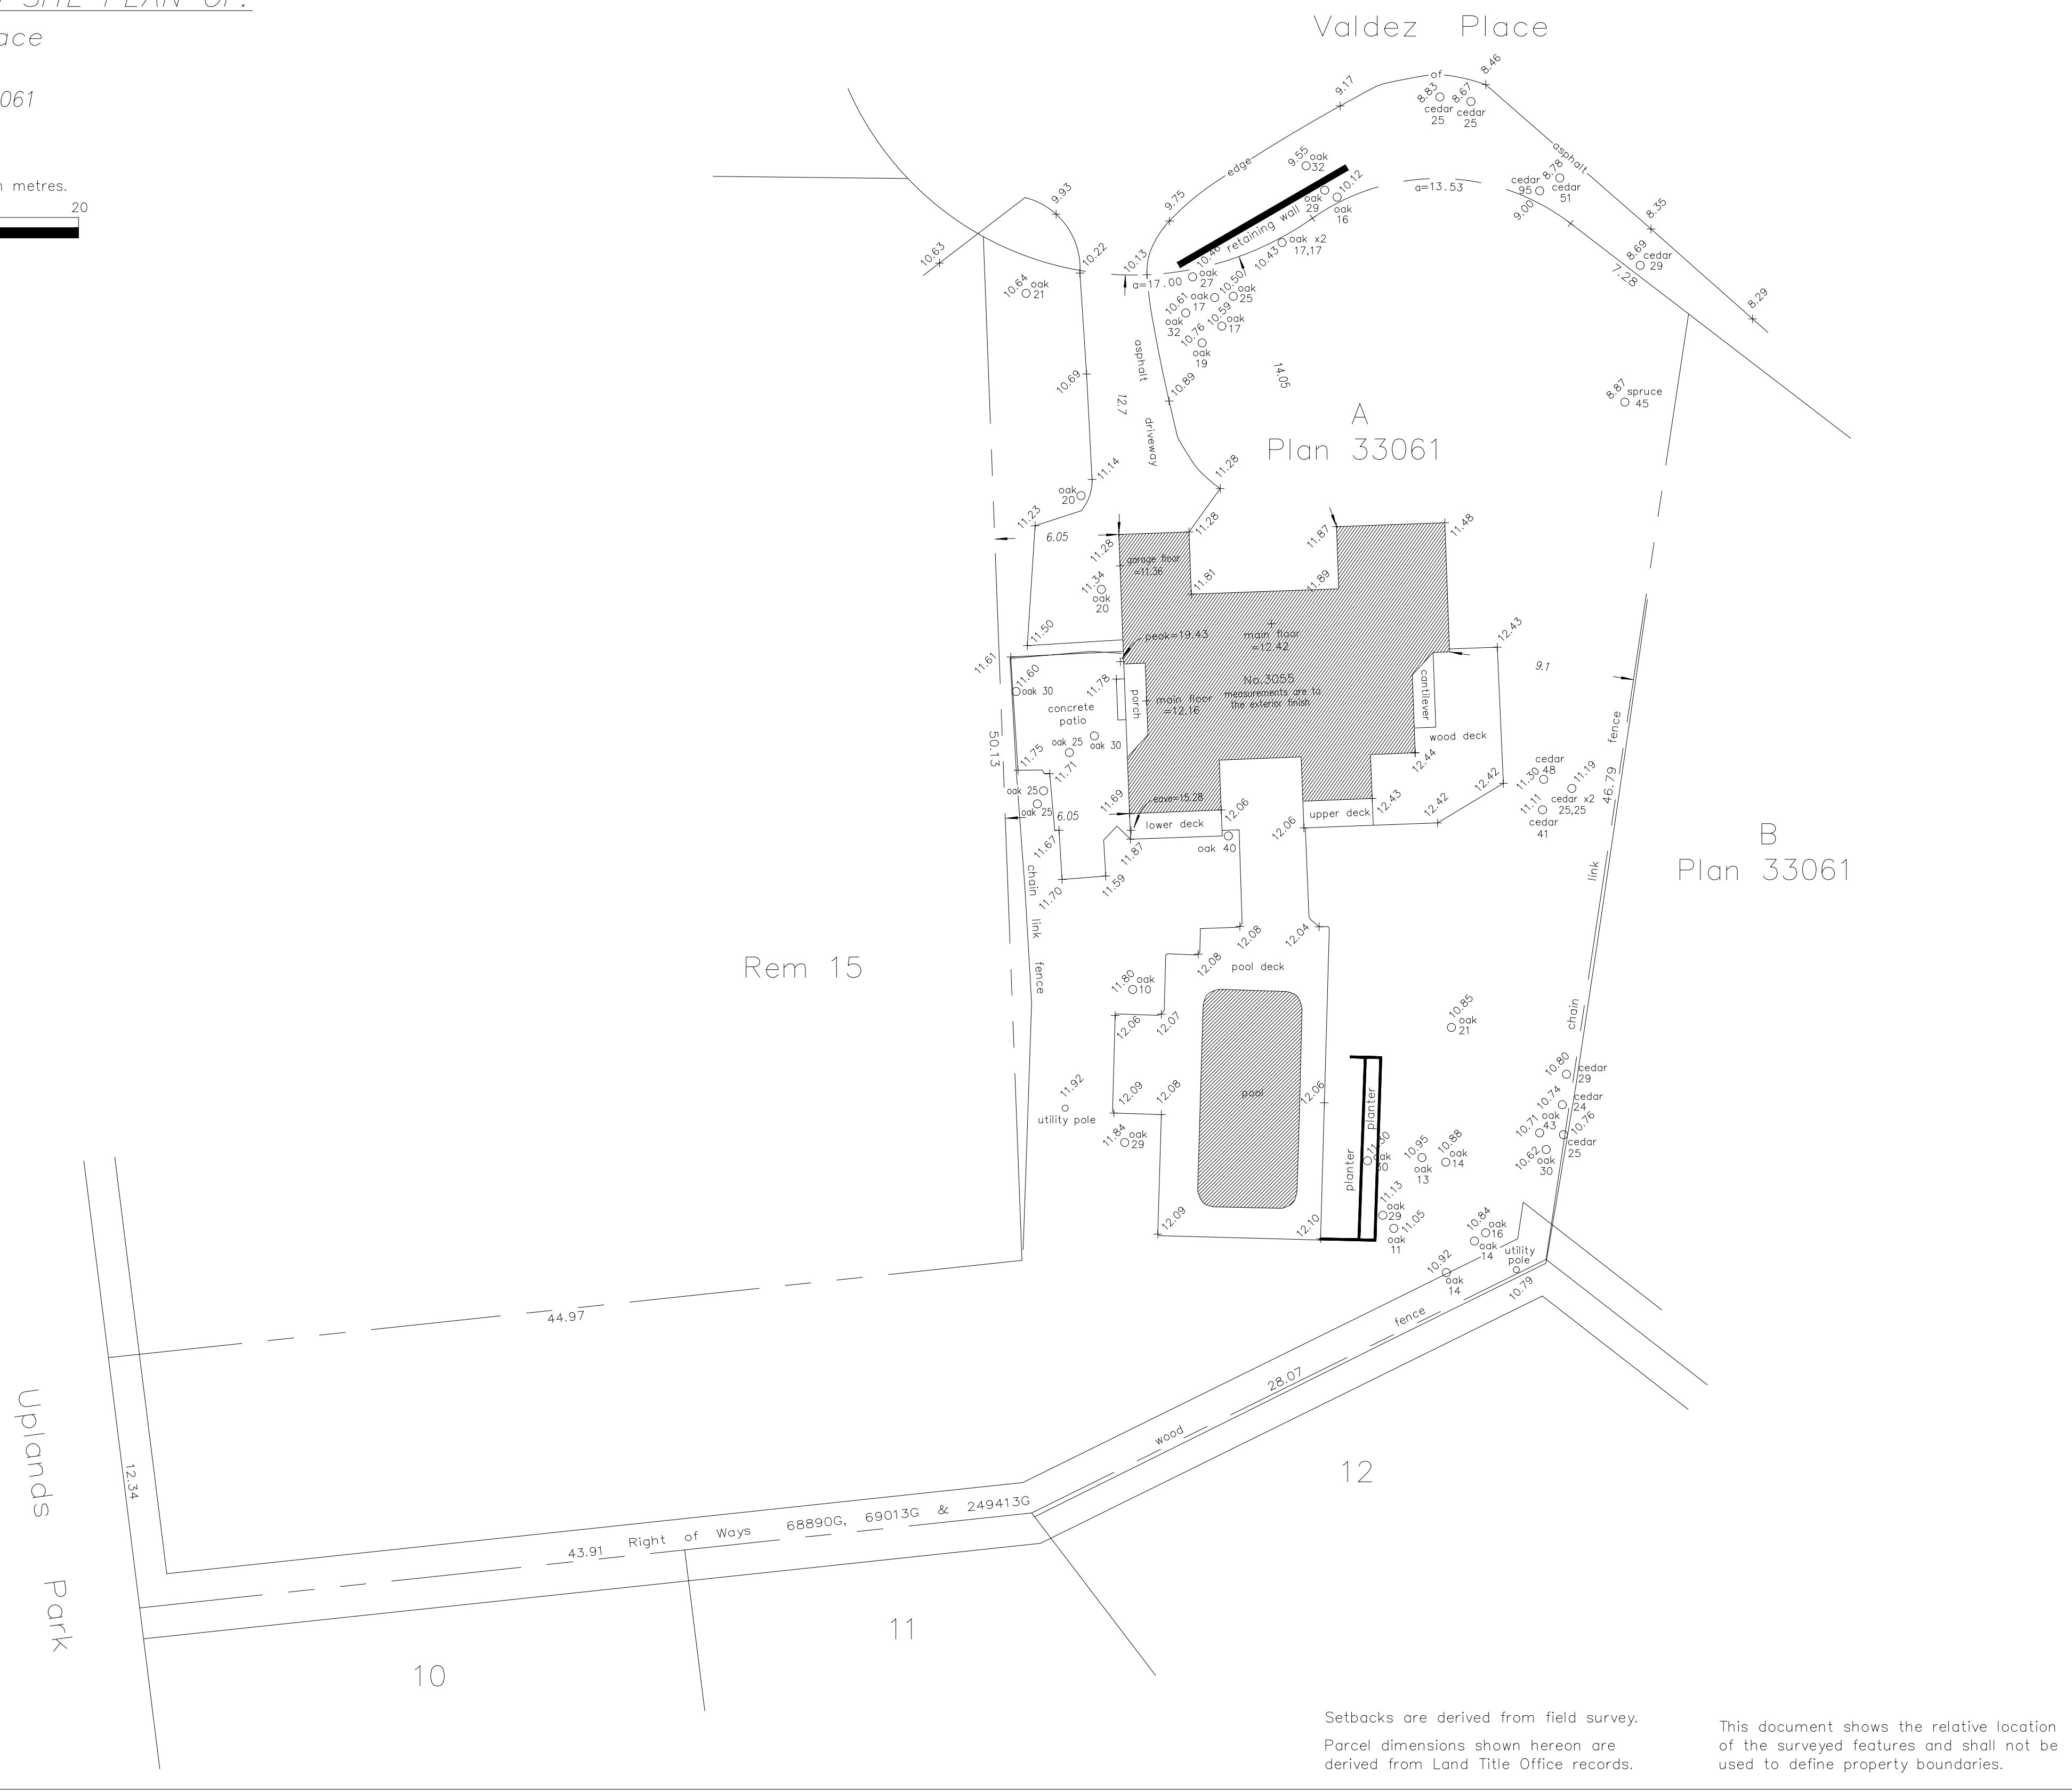 SITE PLAN OF:
ace
061
metres.
20
Valdez Place
8.46
of
9.17
8.83
8.67
cedar
25
cedar
25
9.55
oak
32
edge
asphalt
8.78
cedar
95
cedar
51
a=13.53
10.12
oak
29
oak
16
9.00
9.93
9.75
8.35
retaining wall
10.43
oak x2
17,17
10.63
10.22
10.13
10.46
8.69
cedar
29
7.28
a=17.00
oak
27
10.64
oak
21
10.50
oak
25
10.61
oak
17
8.29
oak
32
10.59
oak
17
10.76
oak
19
asphalt
14.05
10.69
10.89
8.87
spruce
45
12.7
driveway
A
Plan 33061
11.14
11.28
oak
20
11.23
11.28
6.05
11.28
11.87
11.48
garage floor
=11.36
11.34
oak
20
11.81
11.89
11.50
peak=19.43
main floor
=12.42
12.43
11.61
11.60
oak 30
11.78
9.1
No.3055
measurements are to
the exterior finish
porch
main floor
=12.16
cantilever
concrete
patio
oak 25
oak 30
wood deck
fence
50.13
11.75
11.71
12.44
cedar
48
11.30
11.19
46.79
oak 25
oak 25
11.69
eave=15.28
12.06
12.43
12.42
cedar x2
25,25
11.11
cedar
41
6.05
lower deck
12.06
upper deck
12.42
B
Plan 33061
11.67
11.87
oak 40
11.70
11.59
chain
link
fence
link
12.08
12.04
Rem 15
12.08
pool deck
11.80
oak
10
12.06
12.07
10.85
oak
21
chain
10.80
cedar
29
11.92
utility pole
12.09
12.08
pool
12.06
planter
10.74
cedar
24
11.84
oak
29
10.71
oak
43
10.76
cedar
25
planter
oak
30
10.95
oak
13
10.88
oak
14
10.62
oak
30
12.09
12.10
11.13
oak
29
11.05
oak
11
10.84
oak
16
oak
14
utility
pole
10.92
oak
14
10.79
44.97
fence
28.07
wood
12
Uplands Park
12.34
43.91 Right of Ways 68890G, 69013G & 249413G
11
10
Setbacks are derived from field survey.
Parcel dimensions shown hereon are
derived from Land Title Office records.
This document shows the relative location
of the surveyed features and shall not be
used to define property boundaries.